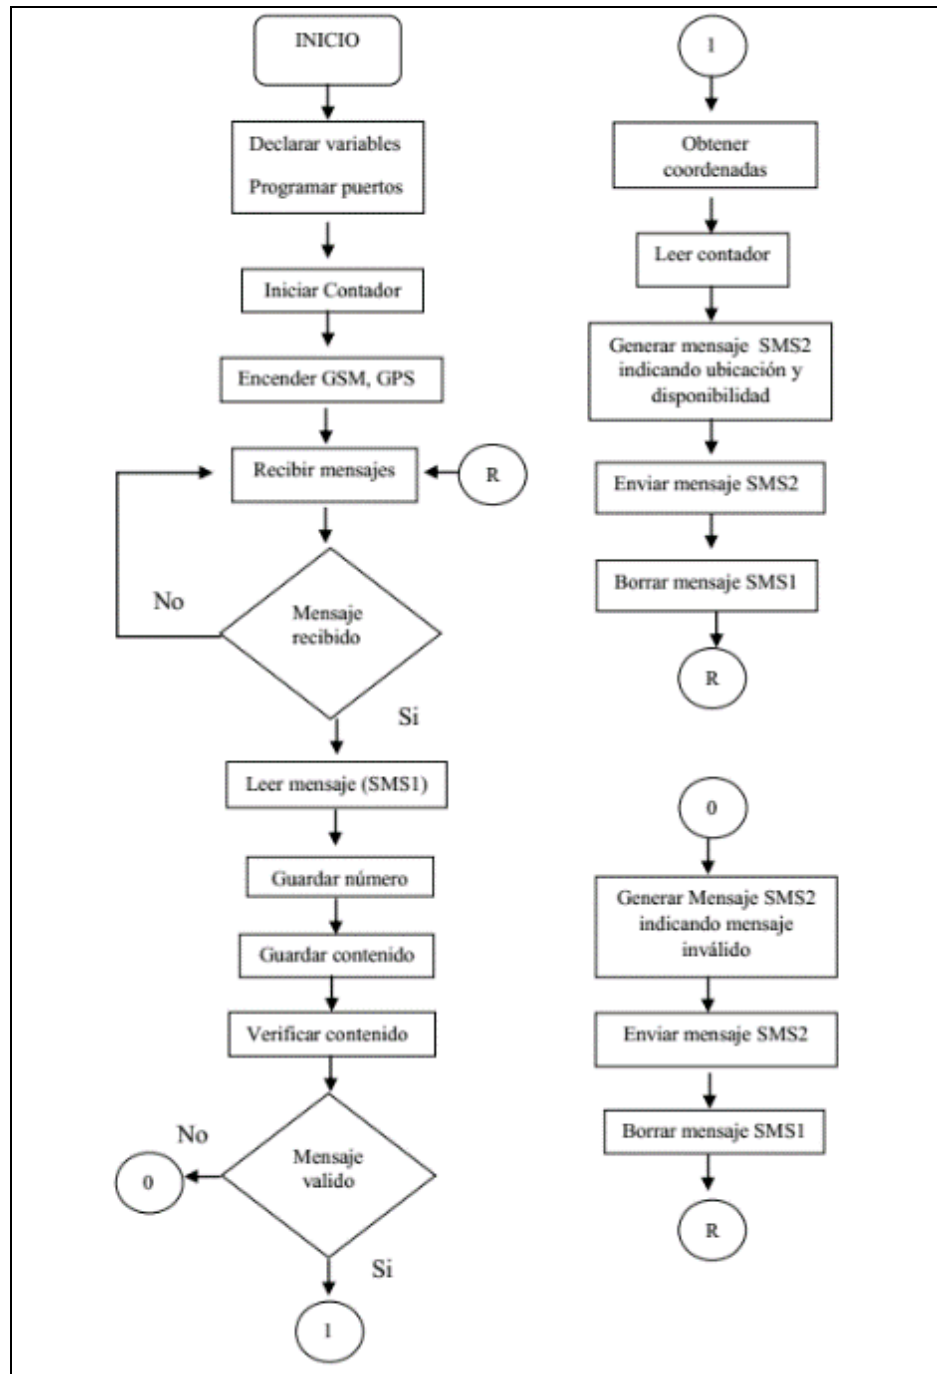 INICIO
Declarar variables
Programar puertos
Iniciar Contador
Encender GSM, GPS
Recibir mensajes
R
No
Mensaje
recibido
Si
Leer mensaje (SMS1)
Guardar número
Guardar contenido
Verificar contenido
No
Mensaje
valido
0
Si
1
1
Obtener
coordenadas
Leer contador
Generar mensaje SMS2
indicando ubicación y
disponibilidad
Enviar mensaje SMS2
Borrar mensaje SMS1
R
0
Generar Mensaje SMS2
indicando mensaje
inválido
Enviar mensaje SMS2
Borrar mensaje SMS1
R